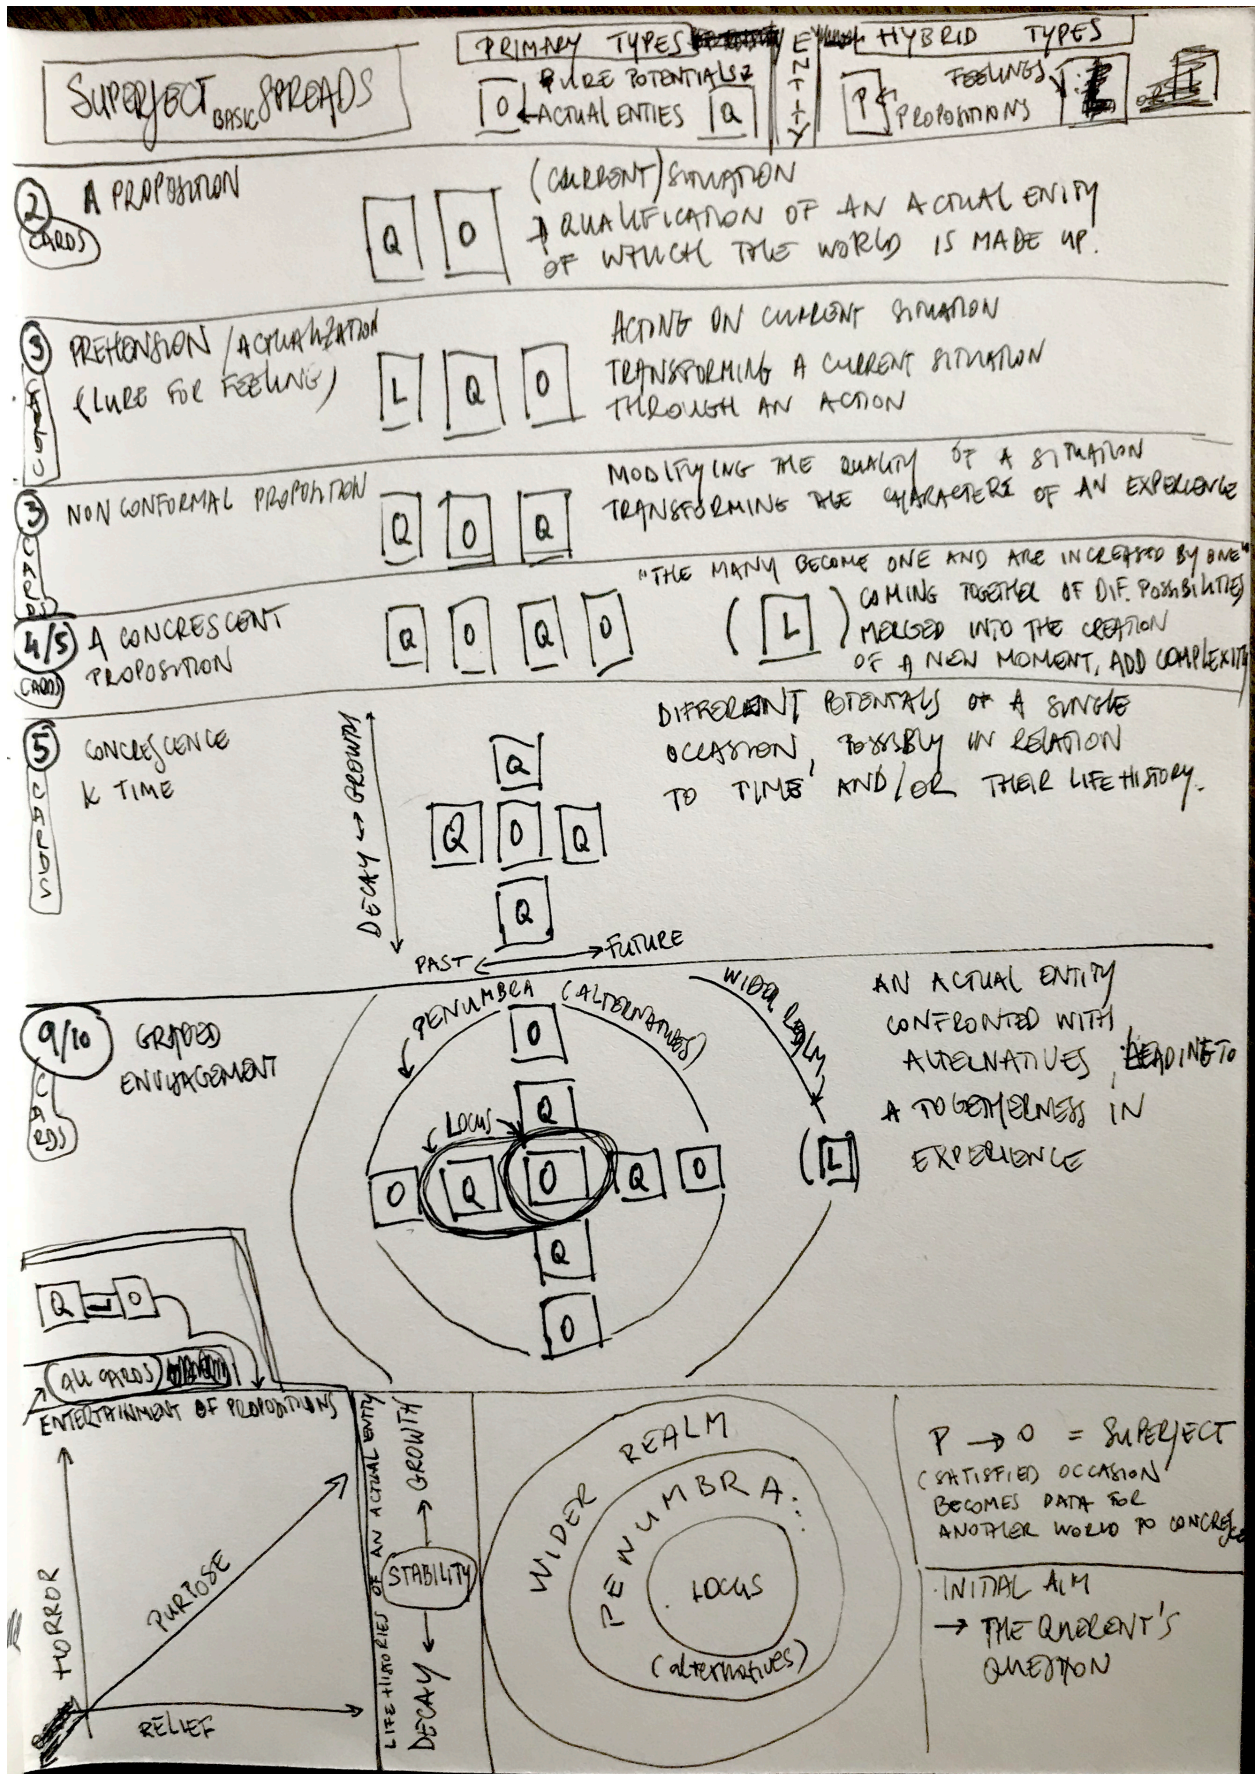 SUPERJECT BASIC SPREADS
PRIMARY TYPES
PURE POTENTIALS
O ACTUAL ENTIES Q
ENTITY
HYBRID TYPES
FEELINGS
P PROPOSITIONS
2 CARDS
A PROPOSITION
Q O
(CURRENT) SITUATION
QUALIFICATION OF AN ACTUAL ENTITY
OF WHICH THE WORLD IS MADE UP.
3 CARDS
PREHENSION / ACTUALIZATION
(LURE FOR FEELING)
L Q O
ACTING ON CURRENT SITUATION
TRANSFORMING A CURRENT SITUATION
THROUGH AN ACTION
3 CARDS
NON CONFORMAL PROPOSITION
Q O Q
MODIFYING THE QUALITY OF A SITUATION
TRANSFORMING THE OF AN EXPERIENCE
4/5 CARDS
A CONCRESCENT
PROPOSITION
Q O Q O (L)
"THE MANY BECOME ONE AND ARE INCREASED BY ONE"
COMING TOGETHER OF DIF. POSSIBILITIES
MERGED INTO THE CREATION
OF A NEW MOMENT, ADD COMPLEXITY
5 CARDS
CONCRESCENCE
& TIME
DECAY ↔ GROWTH
Q
Q O Q
Q
PAST ↔ FUTURE
DIFFERENT POTENTIALS OF A SINGLE
OCCASION, POSSIBLY IN RELATION
TO TIME AND/OR THEIR LIFE HISTORY.
9/10 CARDS
GRADED
ENVISAGEMENT
PENUMBRA (ALTERNATIVES)
WIDER REALM
LOCUS
O
Q
O Q O Q O (L)
Q
O
AN ACTUAL ENTITY
CONFRONTED WITH
ALTERNATIVES, LEADING TO
A TOGETHERNESS IN
EXPERIENCE
Q L O
ALL CARDS
ENTERTAINMENT OF PROPOSITIONS
HORROR
PURPOSE
RELIEF
LIFE HISTORIES OF AN ACTUAL ENTITY
DECAY ← STABILITY → GROWTH
WIDER REALM
PENUMBRA...
LOCUS
(alternatives)
P → O = SUPERJECT
(SATISFIED OCCASION
BECOMES DATA FOR
ANOTHER WORLD TO
INITIAL AIM
→ THE QUERENT'S
QUESTION